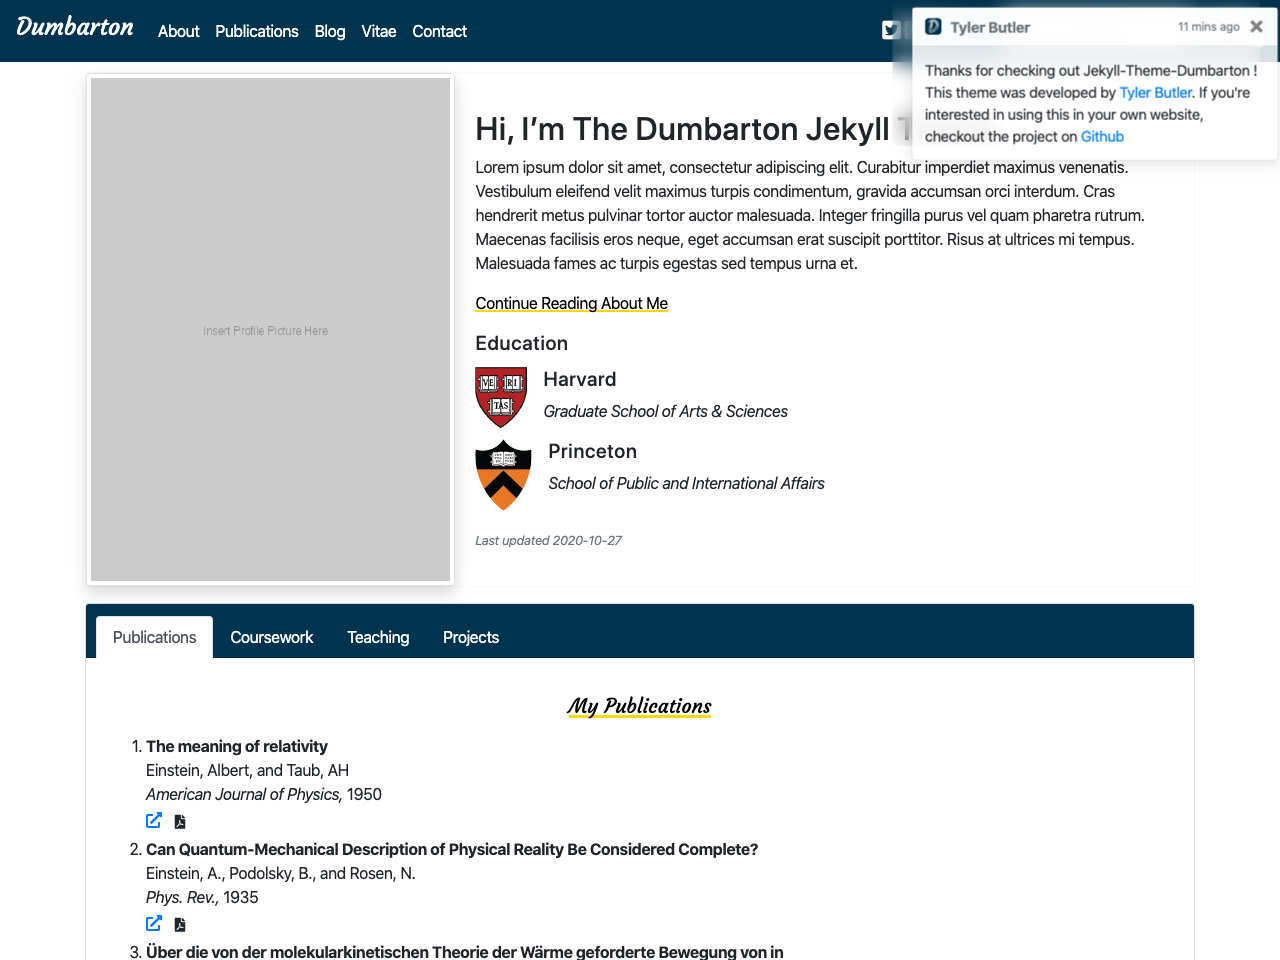 Dumbarton
About
Publications
Blog
Vitae
Contact
Tyler Butler
11 mins ago
Thanks for checking out Jekyll-Theme-Dumbarton !
This theme was developed by Tyler Butler. If you're
interested in using this in your own website,
checkout the project on Github
Insert Profile Picture Here
Hi, I’m The Dumbarton Jekyll
Lorem ipsum dolor sit amet, consectetur adipiscing elit. Curabitur imperdiet maximus venenatis.
Vestibulum eleifend velit maximus turpis condimentum, gravida accumsan orci interdum. Cras
hendrerit metus pulvinar tortor auctor malesuada. Integer fringilla purus vel quam pharetra rutrum.
Maecenas facilisis eros neque, eget accumsan erat suscipit porttitor. Risus at ultrices mi tempus.
Malesuada fames ac turpis egestas sed tempus urna et.
Continue Reading About Me
Education
VE RI
TAS
Harvard
Graduate School of Arts & Sciences
Princeton
School of Public and International Affairs
Last updated 2020-10-27
Publications
Coursework
Teaching
Projects
My Publications
1. The meaning of relativity
Einstein, Albert, and Taub, AH
American Journal of Physics, 1950
2. Can Quantum-Mechanical Description of Physical Reality Be Considered Complete?
Einstein, A., Podolsky, B., and Rosen, N.
Phys. Rev., 1935
3. Über die von der molekularkinetischen Theorie der Wärme geforderte Bewegung von in